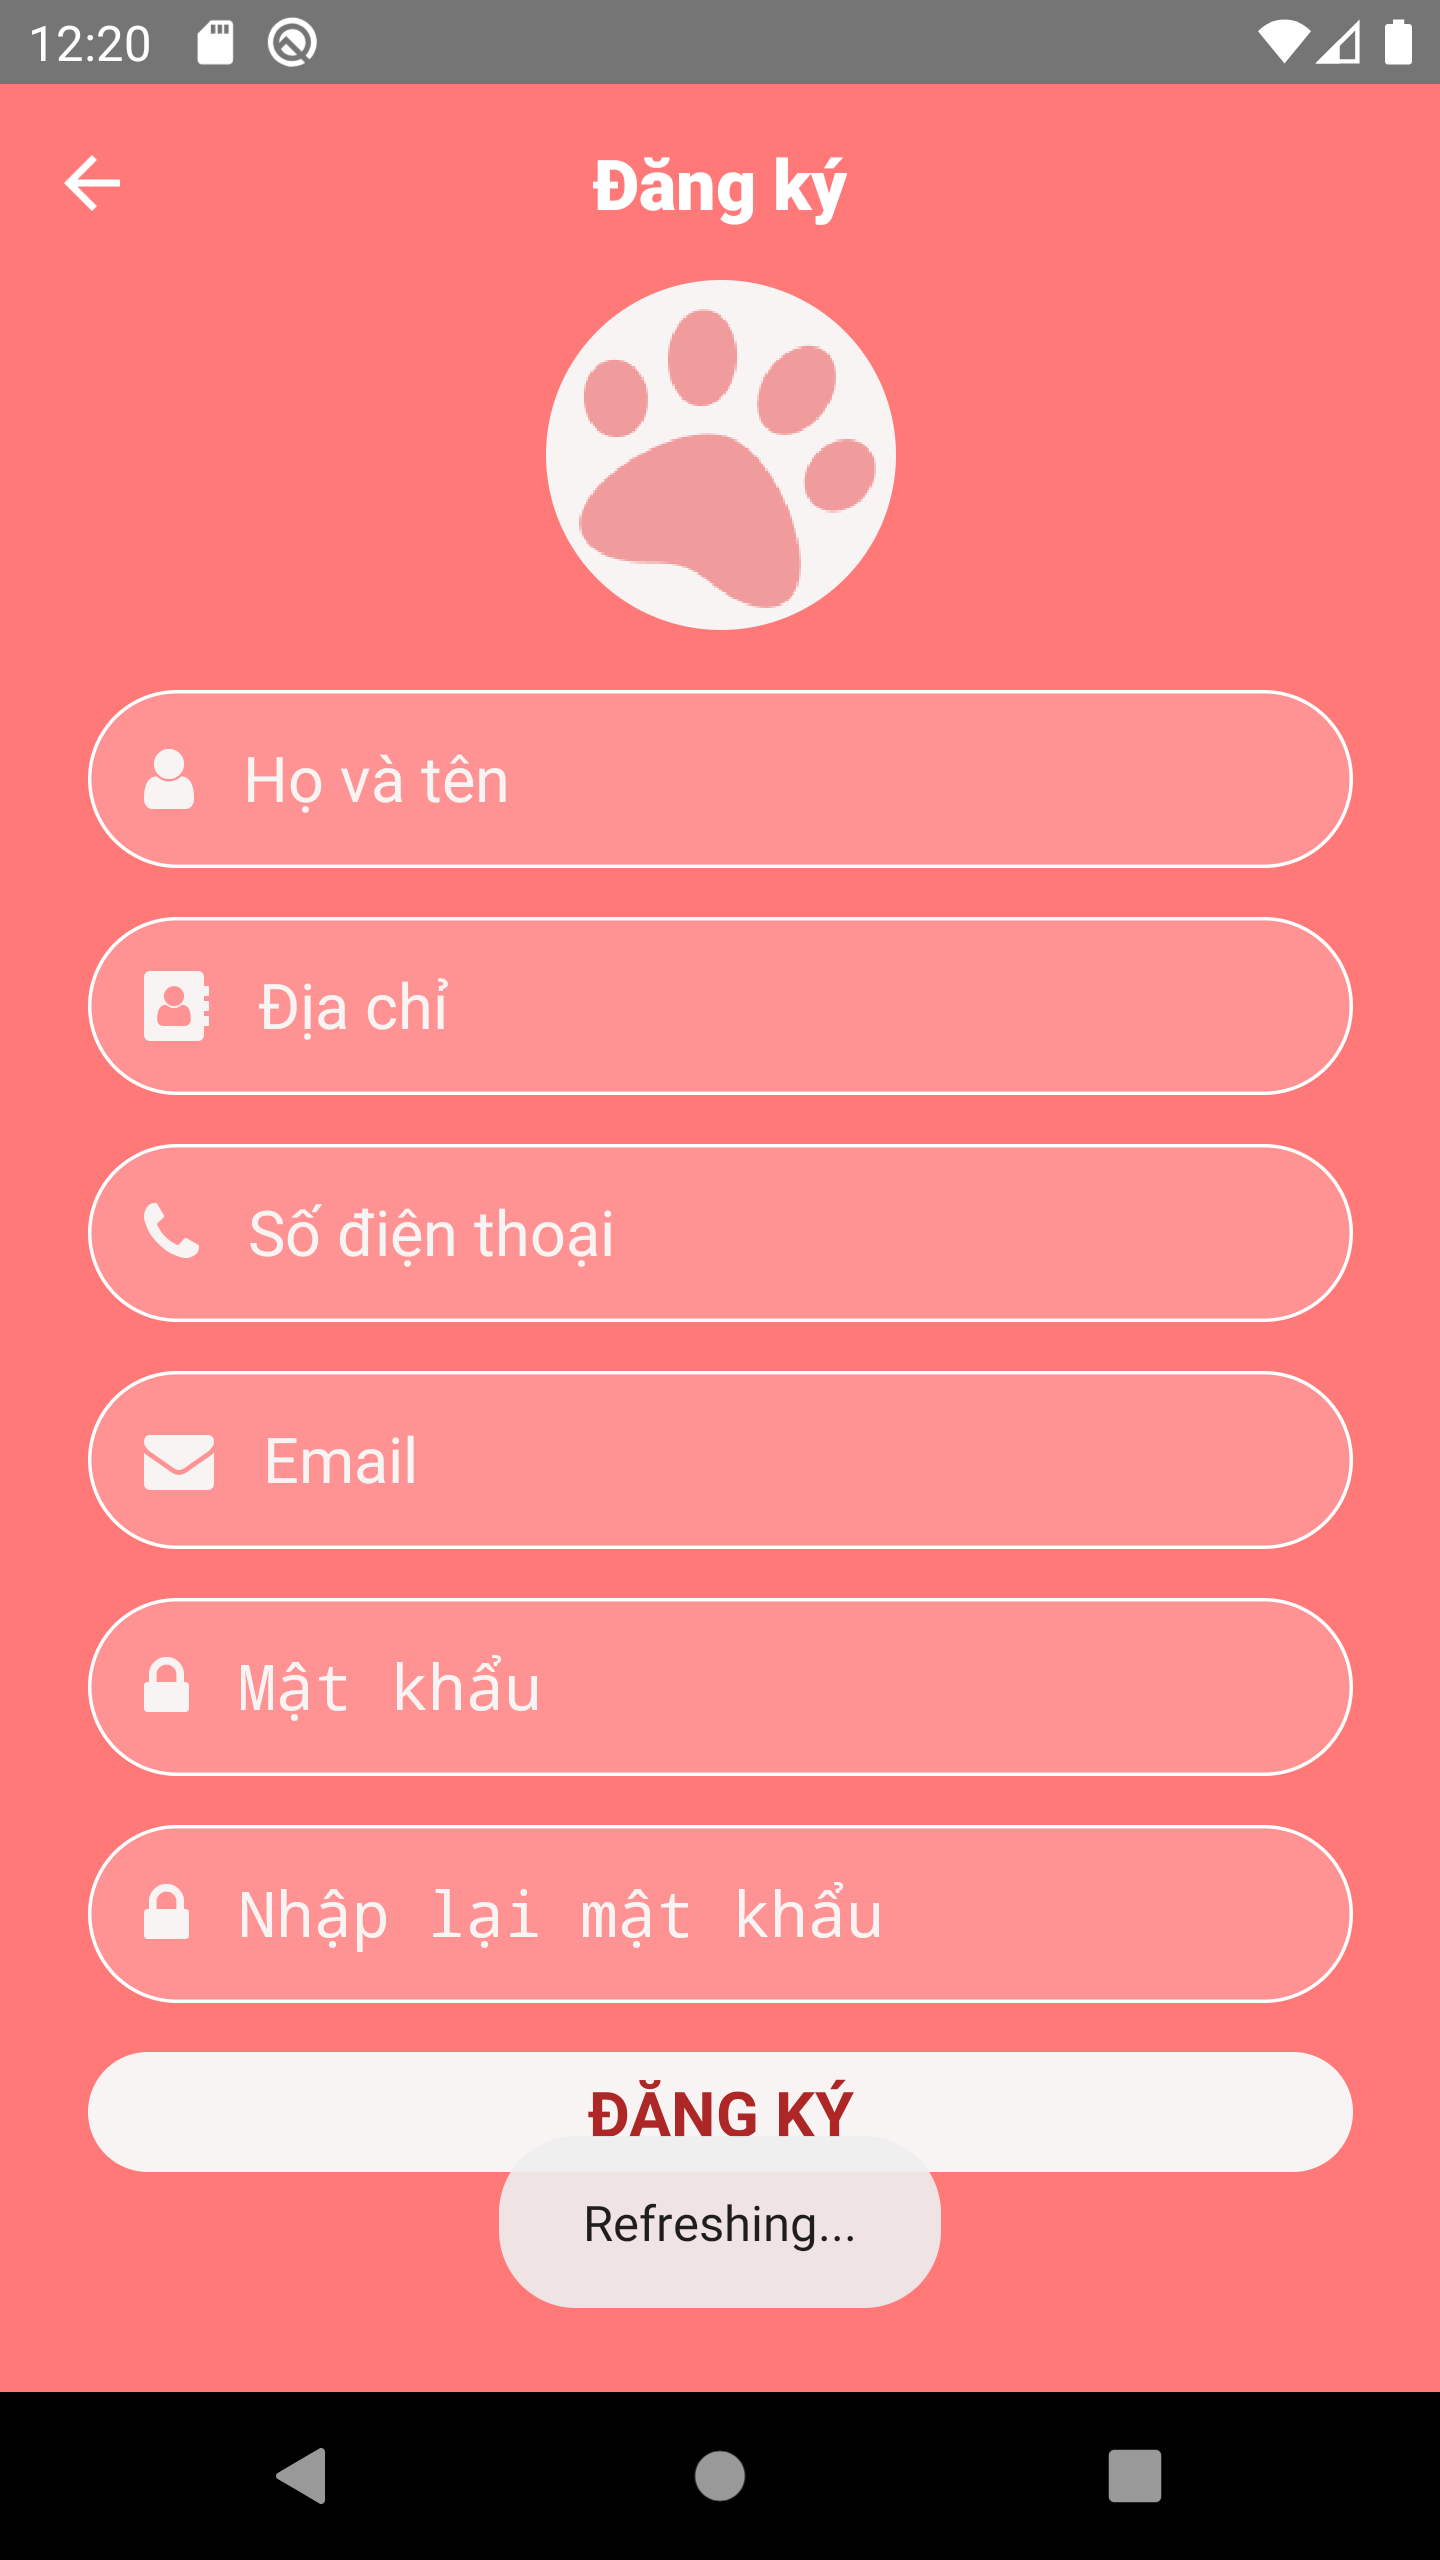 12:20
Đăng ký
Họ và tên
Địa chỉ
Số điện thoại
Email
Mật khẩu
Nhập lại mật khẩu
ĐĂNG KÝ
Refreshing...